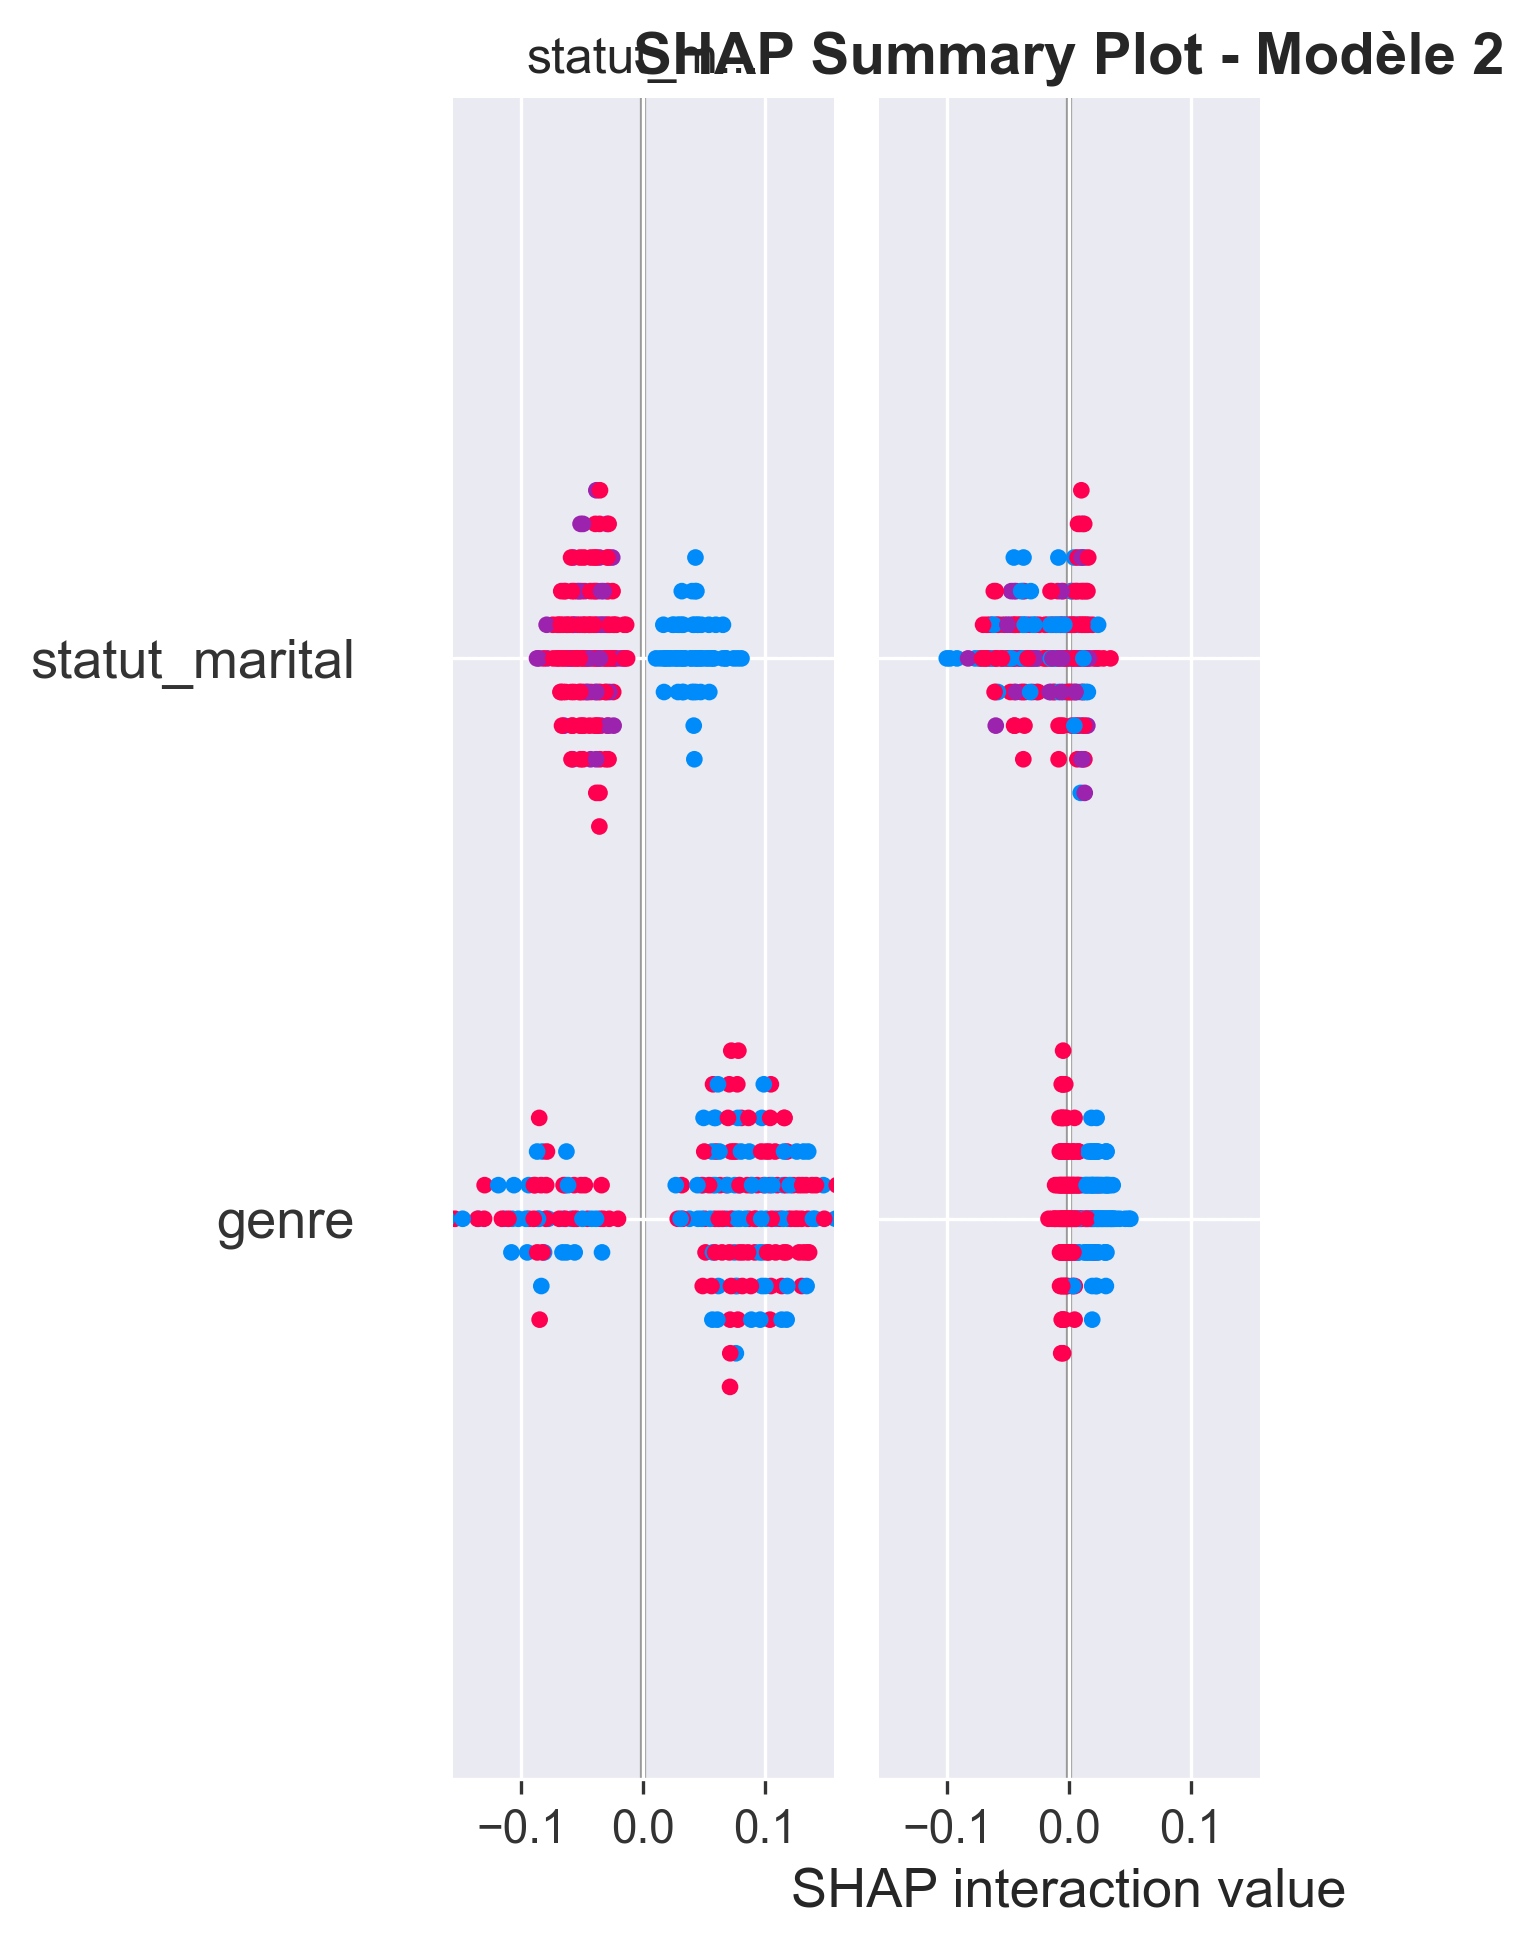 statut_m...
SHAP Summary Plot - Modèle 2
statut_marital
genre
−0.1 0.0 0.1 −0.1 0.0 0.1
SHAP interaction value